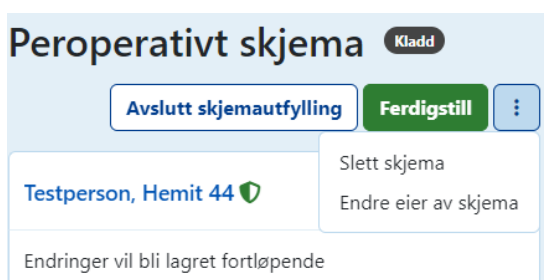 Peroperativt skjema Kladd
Avslutt skjemautfylling Ferdigstill
Slett skjema
Testperson, Hemit 44
Endre eier av skjema
Endringer vil bli lagret fortløpende